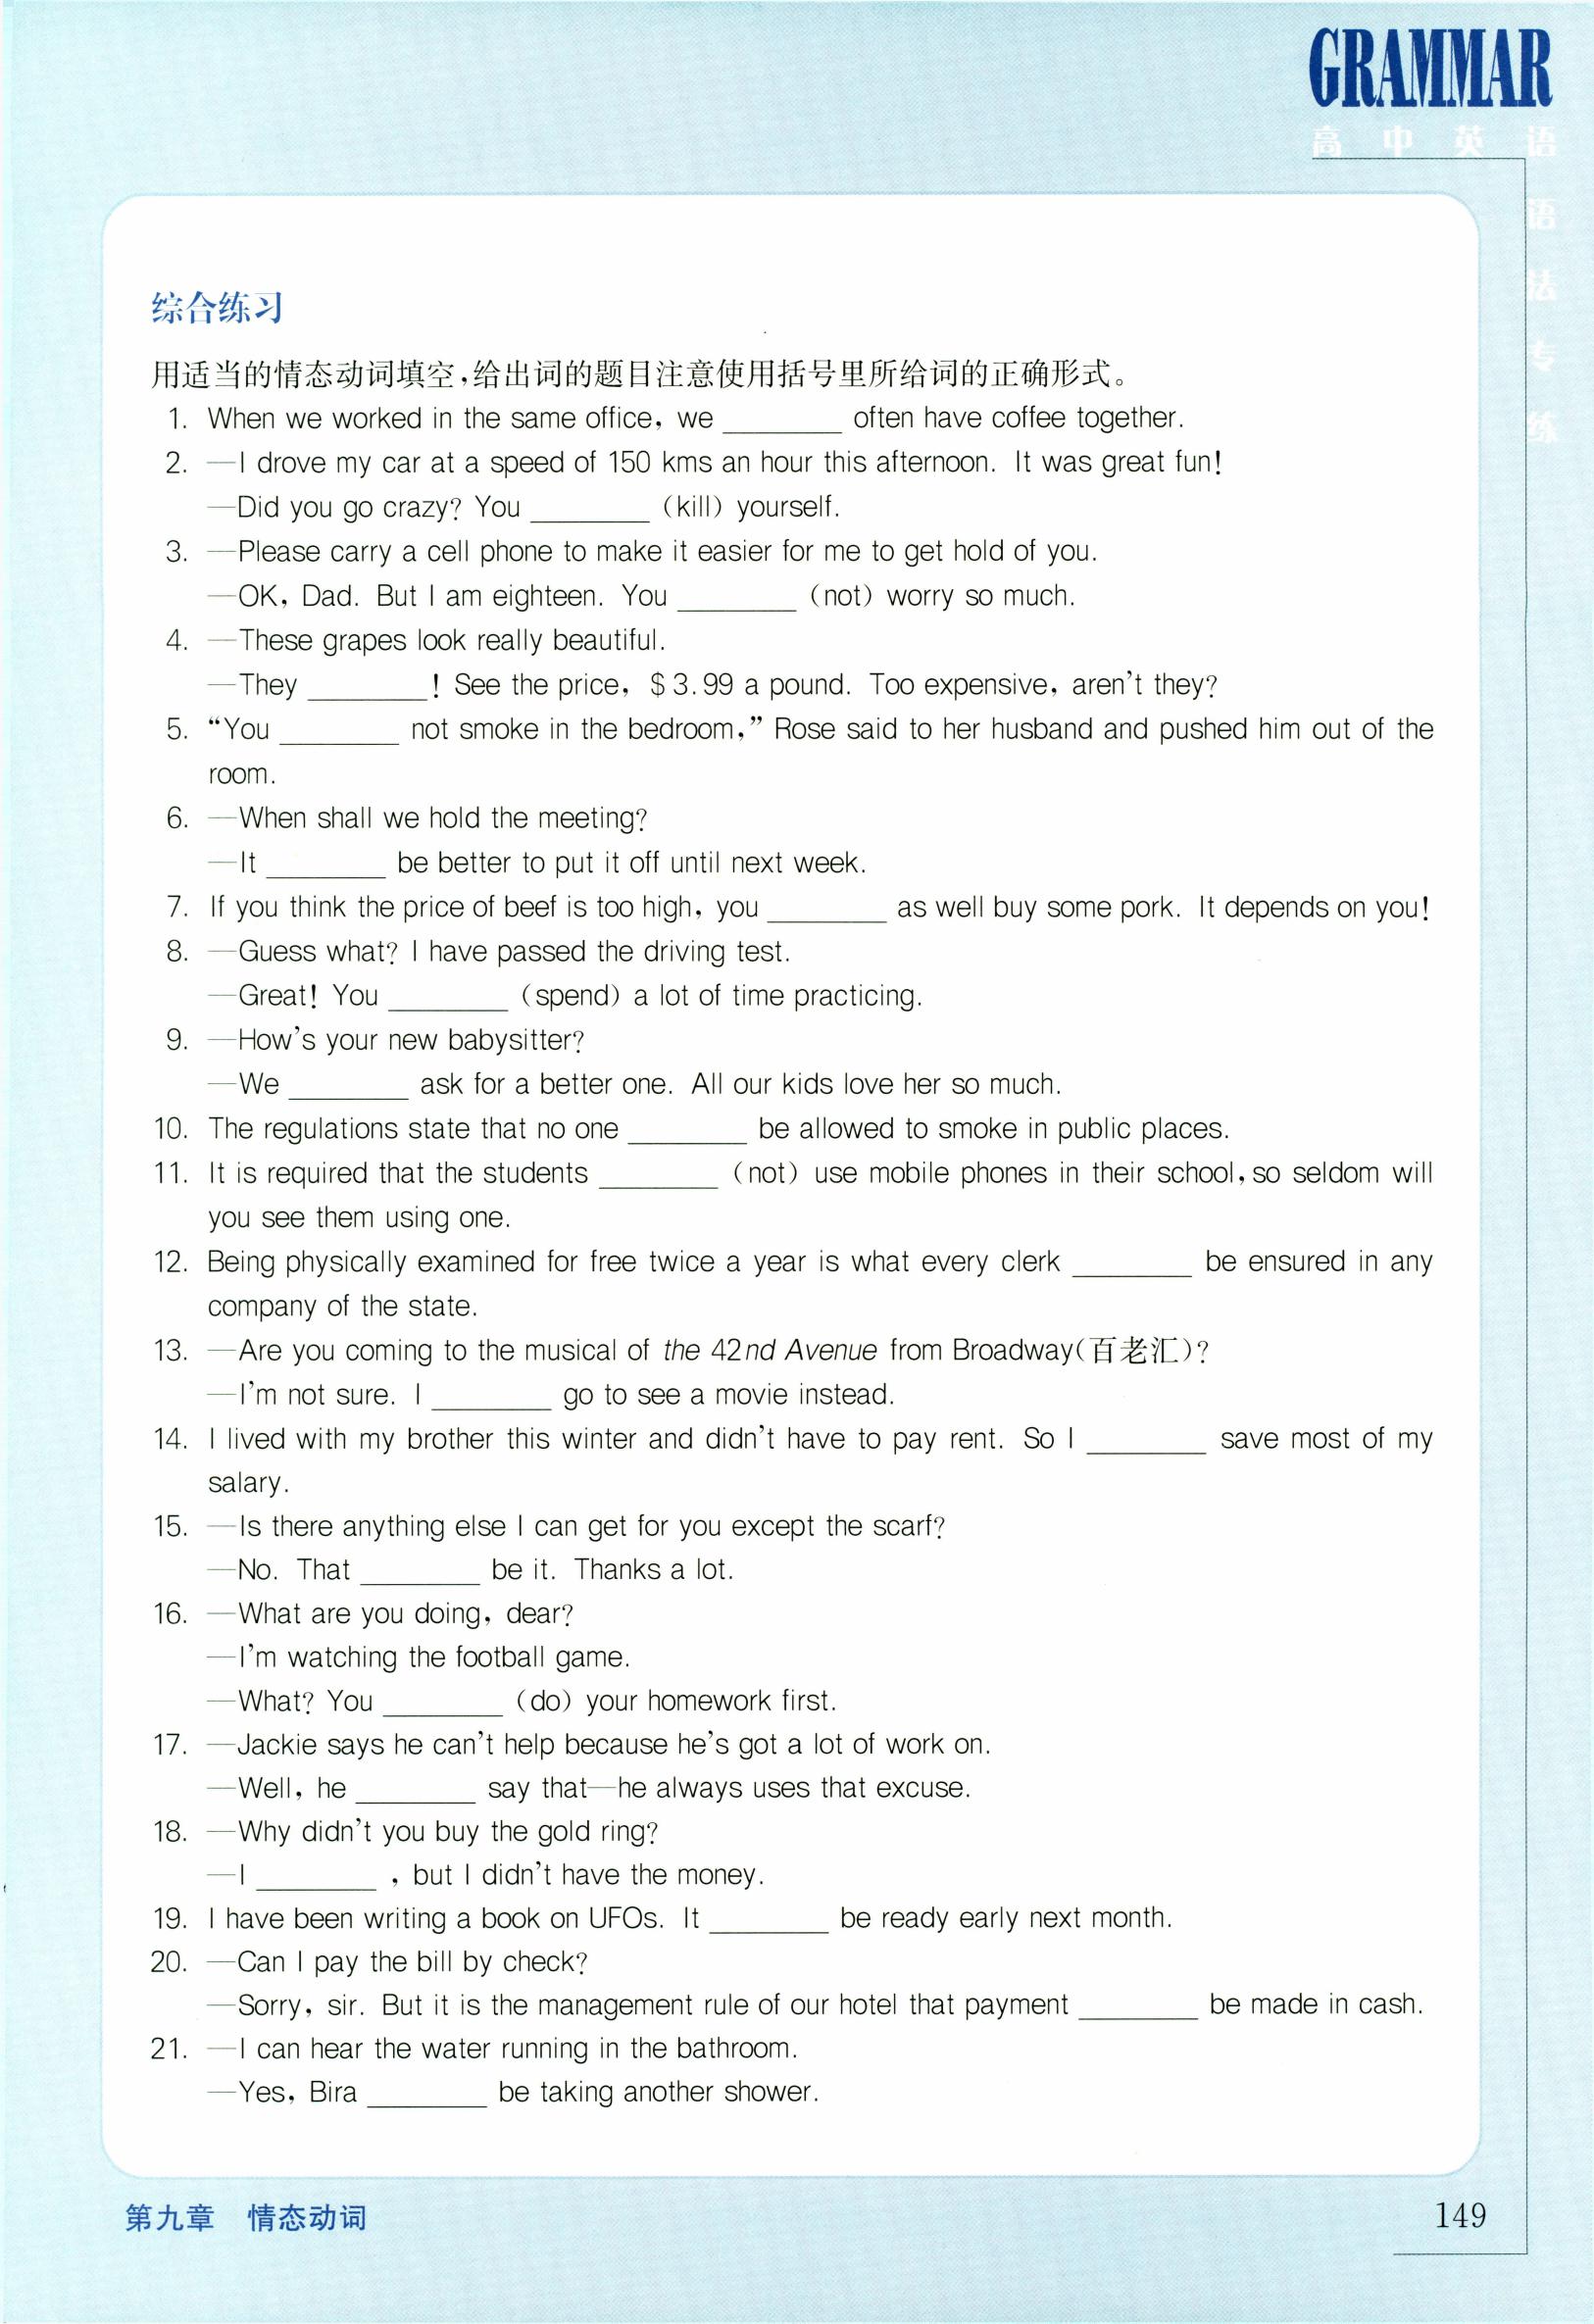 GRAMMAR
高中英语
语
法
专
练
综合练习
用适当的情态动词填空,给出词的题目注意使用括号里所给词的正确形式。
1. When we worked in the same office, we ________ often have coffee together.
2. —I drove my car at a speed of 150 kms an hour this afternoon. It was great fun!
—Did you go crazy? You ________ (kill) yourself.
3. —Please carry a cell phone to make it easier for me to get hold of you.
—OK, Dad. But I am eighteen. You ________ (not) worry so much.
4. —These grapes look really beautiful.
—They ________! See the price, $3.99 a pound. Too expensive, aren't they?
5. “You ________ not smoke in the bedroom,” Rose said to her husband and pushed him out of the
room.
6. —When shall we hold the meeting?
—It ________ be better to put it off until next week.
7. If you think the price of beef is too high, you ________ as well buy some pork. It depends on you!
8. —Guess what? I have passed the driving test.
—Great! You ________ (spend) a lot of time practicing.
9. —How's your new babysitter?
—We ________ ask for a better one. All our kids love her so much.
10. The regulations state that no one ________ be allowed to smoke in public places.
11. It is required that the students ________ (not) use mobile phones in their school, so seldom will
you see them using one.
12. Being physically examined for free twice a year is what every clerk ________ be ensured in any
company of the state.
13. —Are you coming to the musical of the 42nd Avenue from Broadway(百老汇)?
—I'm not sure. I ________ go to see a movie instead.
14. I lived with my brother this winter and didn't have to pay rent. So I ________ save most of my
salary.
15. —Is there anything else I can get for you except the scarf?
—No. That ________ be it. Thanks a lot.
16. —What are you doing, dear?
—I'm watching the football game.
—What? You ________ (do) your homework first.
17. —Jackie says he can't help because he's got a lot of work on.
—Well, he ________ say that—he always uses that excuse.
18. —Why didn't you buy the gold ring?
—I ________ , but I didn't have the money.
19. I have been writing a book on UFOs. It ________ be ready early next month.
20. —Can I pay the bill by check?
—Sorry, sir. But it is the management rule of our hotel that payment ________ be made in cash.
21. —I can hear the water running in the bathroom.
—Yes, Bira ________ be taking another shower.
第九章 情态动词
149